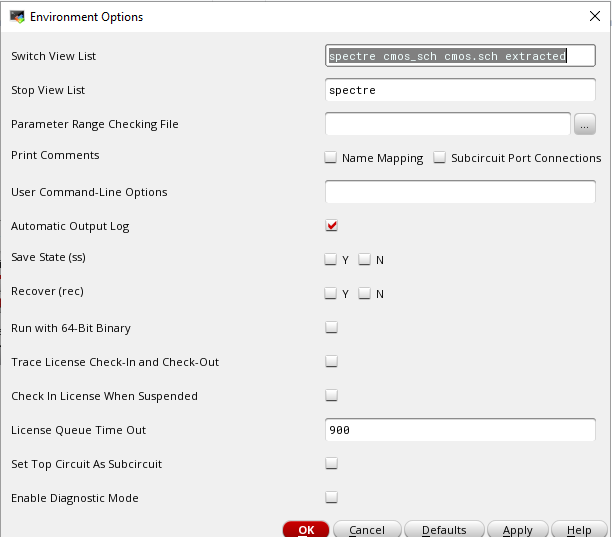 Environment Options
Switch View List spectre cmos_sch cmos.sch extracted
Stop View List spectre
Parameter Range Checking File ...
Print Comments Name Mapping Subcircuit Port Connections
User Command-Line Options
Automatic Output Log
Save State (ss) Y N
Recover (rec) Y N
Run with 64-Bit Binary
Trace License Check-In and Check-Out
Check In License When Suspended
License Queue Time Out 900
Set Top Circuit As Subcircuit
Enable Diagnostic Mode
OK Cancel Defaults Apply Help